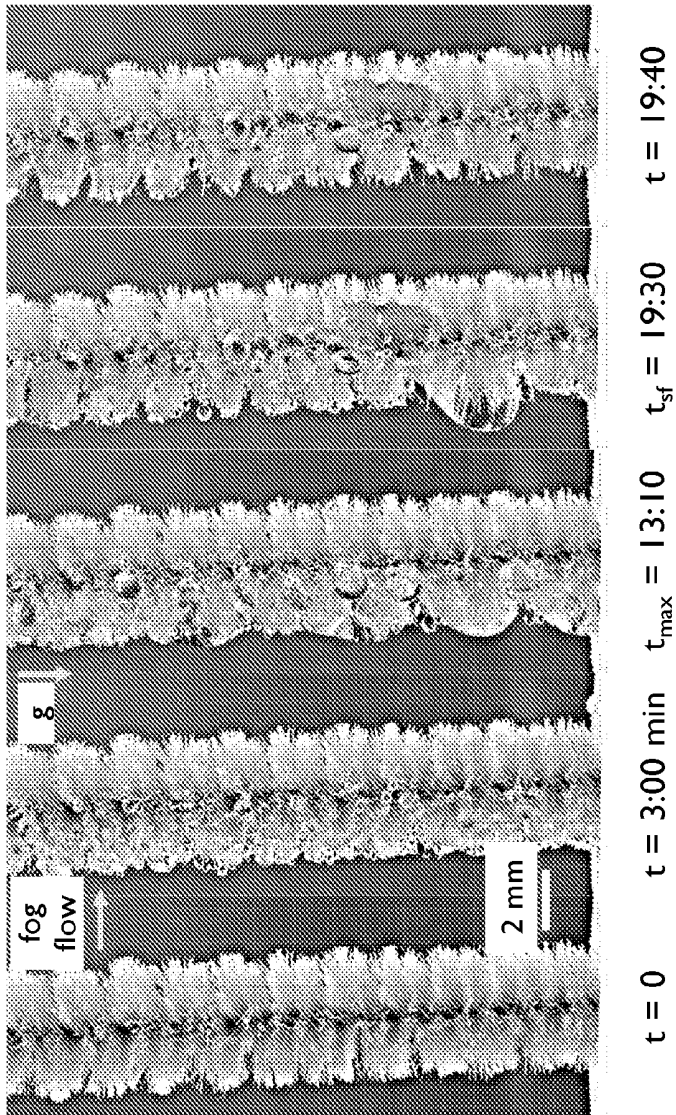 fog
flow
g
2 mm
t = 0
t = 3:00 min
t_max = 13:10
t_sf = 19:30
t = 19:40